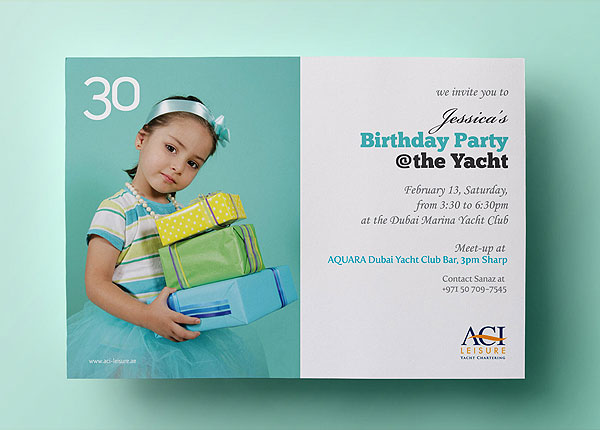 30
www.aci-leisure.ae
we invite you to
Jessica's
Birthday Party
@the Yacht
February 13, Saturday,
from 3:30 to 6:30pm
at the Dubai Marina Yacht Club
Meet-up at
AQUARA Dubai Yacht Club Bar, 3pm Sharp
Contact Sanaz at
+971 50 709-7545
ACI
LEISURE
YACHT CHARTERING